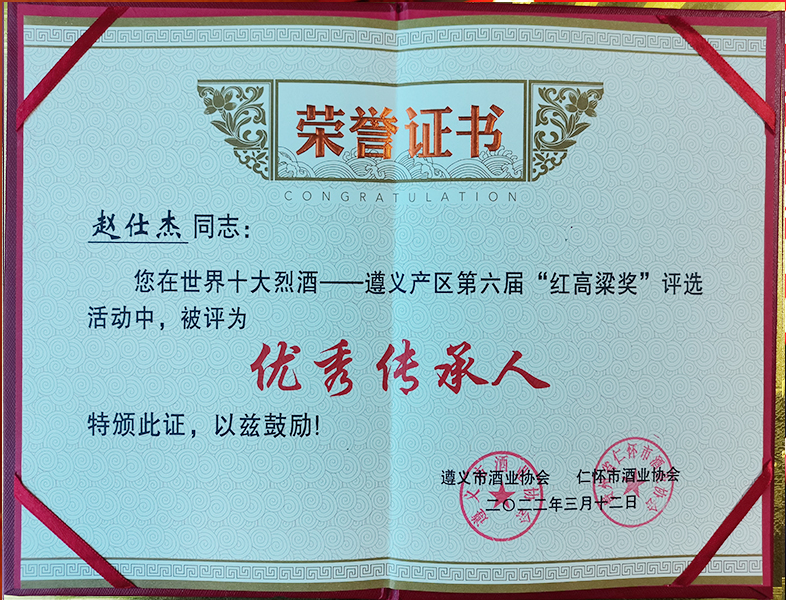 荣誉证书
CONGRATULATION
赵仕杰 同志：
您在世界十大烈酒——遵义产区第六届“红高粱奖”评选
活动中，被评为
优秀传承人
特颁此证，以兹鼓励！
遵义市酒业协会 仁怀市酒业协会
二〇二二年三月十二日